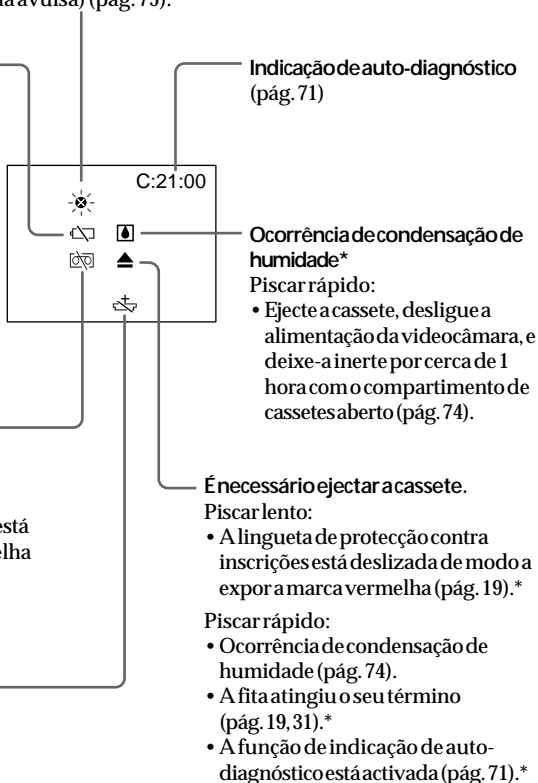 (pág. 75).
Indicação de auto-diagnóstico
(pág. 71)
C:21:00
Ocorrência de condensação de
humidade*
Piscar rápido:
• Ejecte a cassete, desligue a
alimentação da videocâmara, e
deixe-a inerte por cerca de 1
hora com o compartimento de
cassetes aberto (pág. 74).
É necessário ejectar a cassete.
Piscar lento:
• A lingueta de protecção contra
inscrições está deslizada de modo a
expor a marca vermelha (pág. 19).*
Piscar rápido:
• Ocorrência de condensação de
humidade (pág. 74).
• A fita atingiu o seu término
(pág. 19, 31).*
• A função de indicação de auto-
diagnóstico está activada (pág. 71).*
está
elha